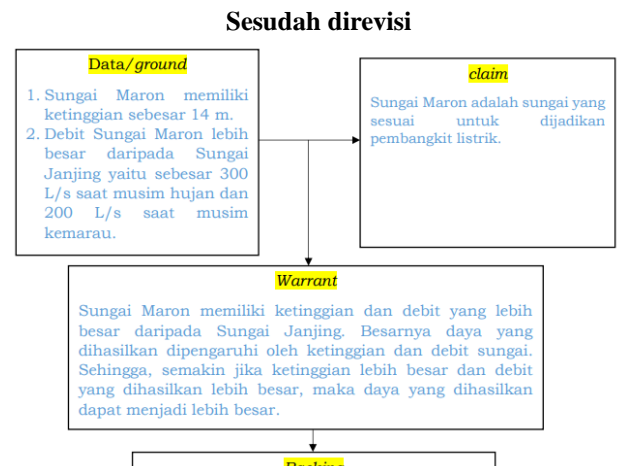 Sesudah direvisi
Data/ground
1. Sungai Maron memiliki
ketinggian sebesar 14 m.
2. Debit Sungai Maron lebih
besar daripada Sungai
Janjing yaitu sebesar 300
L/s saat musim hujan dan
200 L/s saat musim
kemarau.
claim
Sungai Maron adalah sungai yang
sesuai untuk dijadikan
pembangkit listrik.
Warrant
Sungai Maron memiliki ketinggian dan debit yang lebih
besar daripada Sungai Janjing. Besarnya daya yang
dihasilkan dipengaruhi oleh ketinggian dan debit sungai.
Sehingga, semakin jika ketinggian lebih besar dan debit
yang dihasilkan lebih besar, maka daya yang dihasilkan
dapat menjadi lebih besar.
Backing